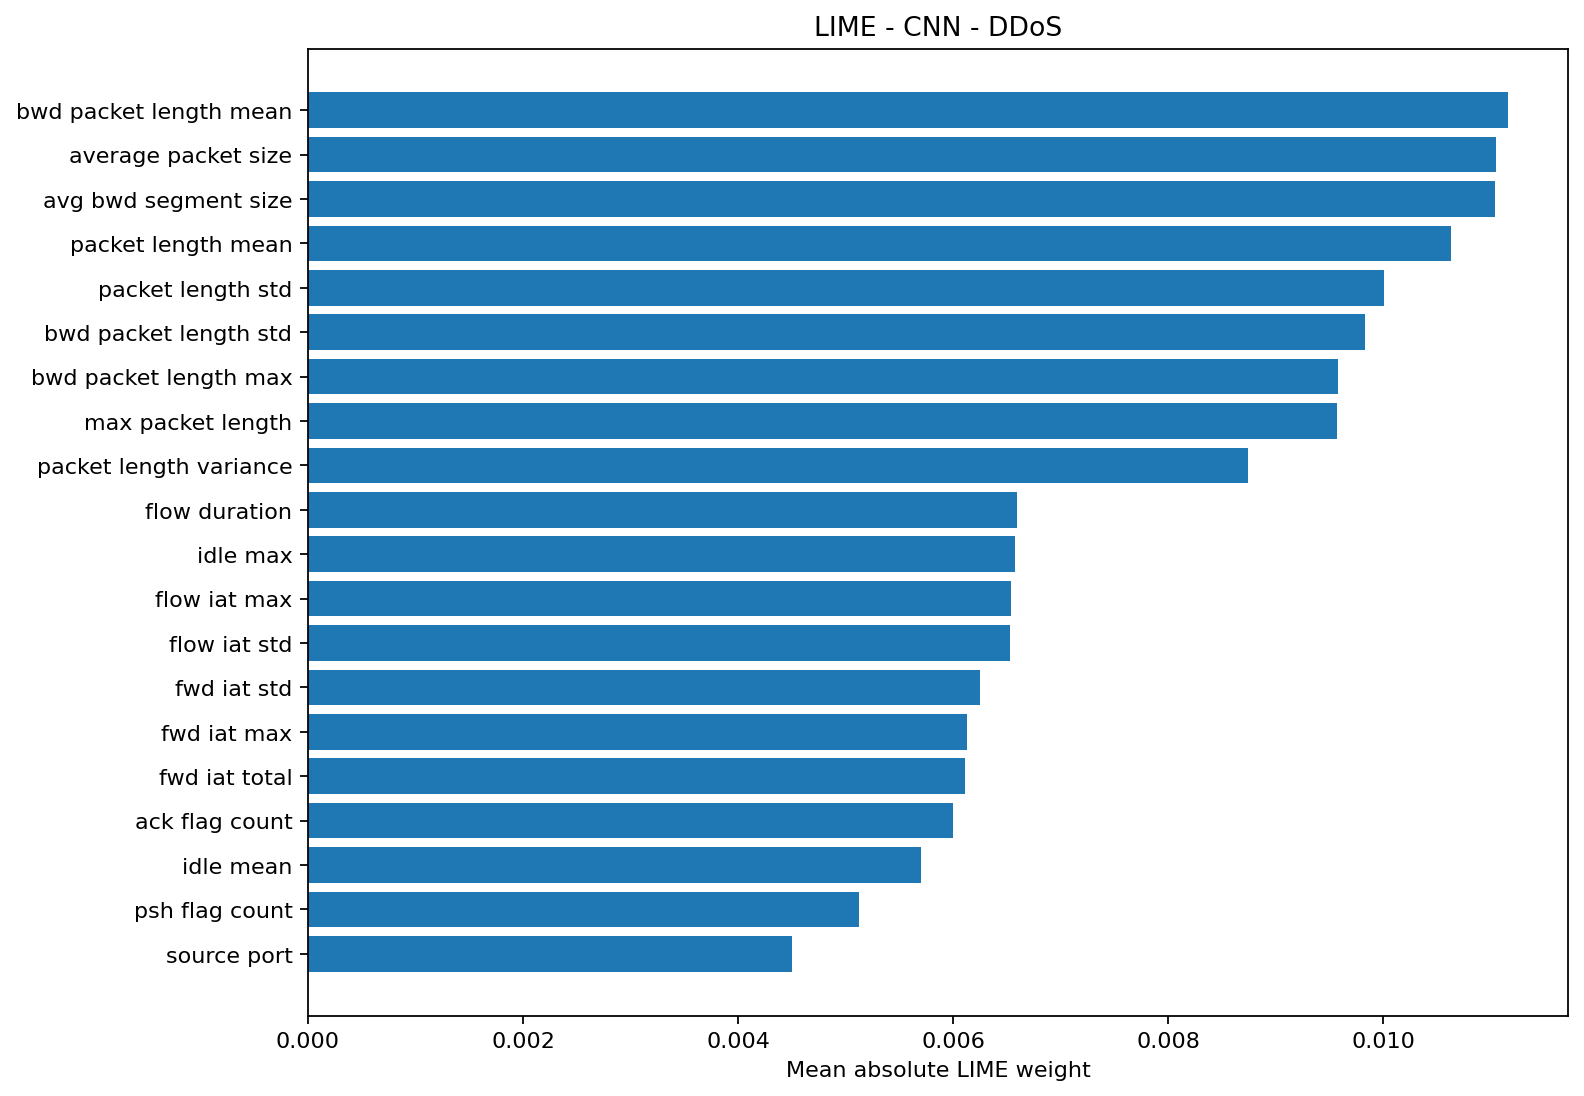 LIME - CNN - DDoS
bwd packet length mean
average packet size
avg bwd segment size
packet length mean
packet length std
bwd packet length std
bwd packet length max
max packet length
packet length variance
flow duration
idle max
flow iat max
flow iat std
fwd iat std
fwd iat max
fwd iat total
ack flag count
idle mean
psh flag count
source port
0.000 0.002 0.004 0.006 0.008 0.010
Mean absolute LIME weight